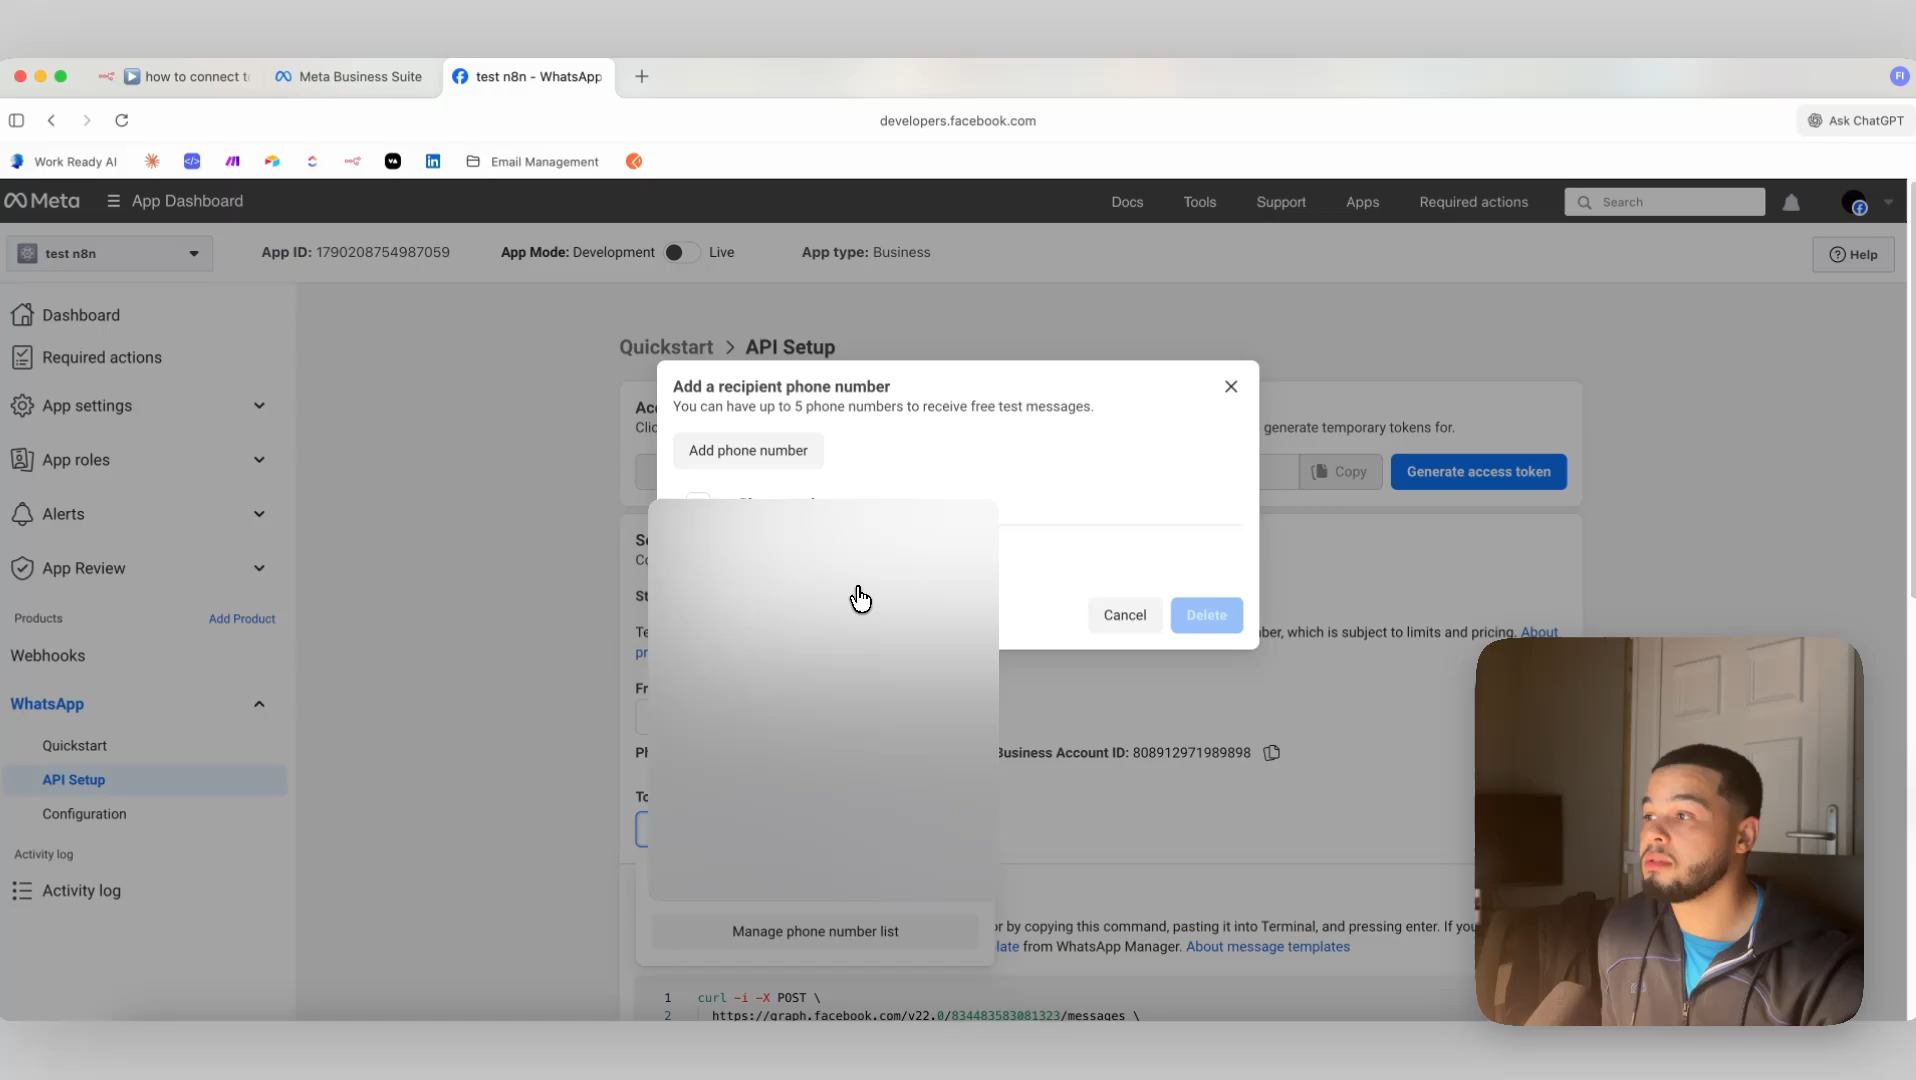 how to connect t
Meta Business Suite
test n8n - WhatsApp
FI
developers.facebook.com
Ask ChatGPT
Work Ready AI
Email Management
Meta
App Dashboard
Docs
Tools
Support
Apps
Required actions
Search
test n8n
App ID: 1790208754987059
App Mode: Development
Live
App type: Business
Help
Dashboard
Required actions
App settings
App roles
Alerts
App Review
Products
Add Product
Webhooks
WhatsApp
Quickstart
API Setup
Configuration
Activity log
Activity log
Quickstart > API Setup
Add a recipient phone number
You can have up to 5 phone numbers to receive free test messages.
Add phone number
Cancel
Delete
generate temporary tokens for.
Copy
Generate access token
which is subject to limits and pricing. About
Business Account ID: 808912971989898
Manage phone number list
or by copying this command, pasting it into Terminal, and pressing enter. If you
from WhatsApp Manager. About message templates
1 curl -i -X POST \
2 https://graph.facebook.com/v22.0/834483583081323/messages \